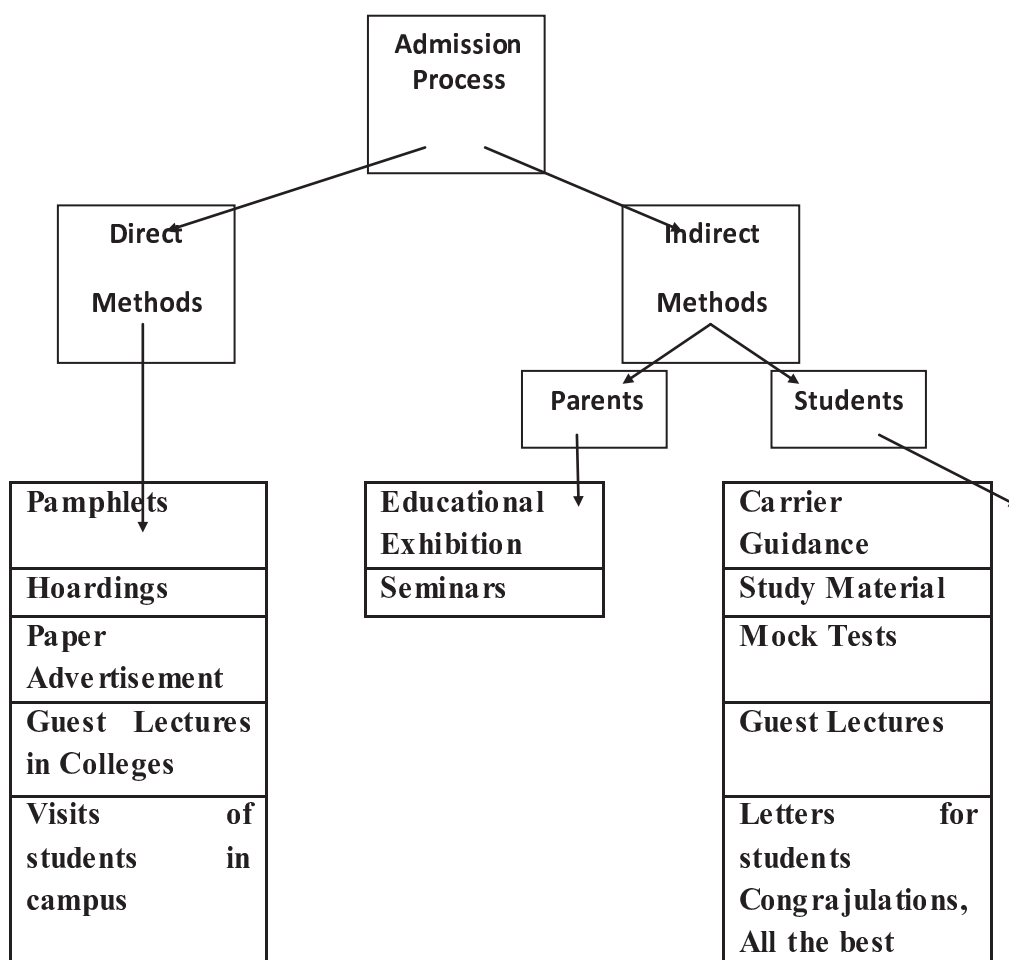 Admission
Process
Direct
Methods
Indirect
Methods
Parents
Students
Pamphlets
Hoardings
Paper
Advertisement
Guest Lectures
in Colleges
Visits of
students in
campus
Educational
Exhibition
Seminars
Carrier
Guidance
Study Material
Mock Tests
Guest Lectures
Letters for
students
Congrajulations,
All the best